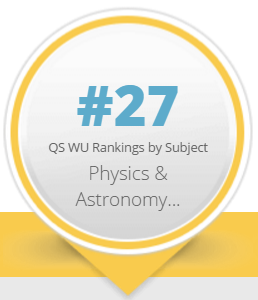 #27
QS WU Rankings by Subject
Physics &
Astronomy...